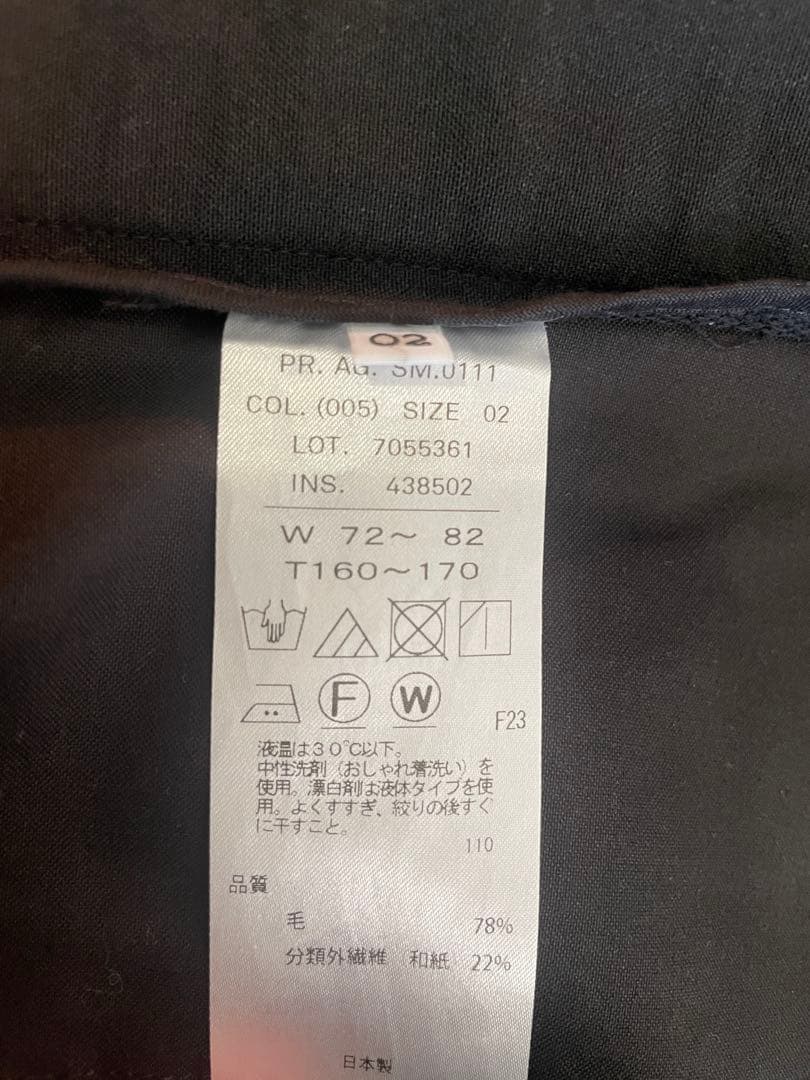 02
PR. AG. SM.0111
COL.(005) SIZE 02
LOT. 7055361
INS. 438502
W 72～ 82
T160～170
F W
F23
液温は30℃以下。
中性洗剤（おしゃれ着洗い）を
使用。漂白剤は液体タイプを使
用。よくすすぎ、絞りの後すぐ
に干すこと。
110
品質
毛 78%
分類外繊維 和紙 22%
日本製